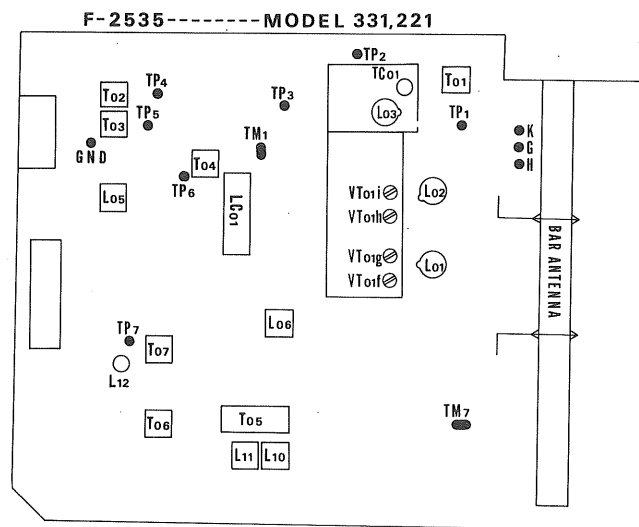 F-2535--------MODEL 331,221
TP2
TC01
T01
TP4
T02
TP3
L03
TP5
T03
TP1
K
TM1
G
GND
H
T04
TP6
L05
LC01
VT01i
L02
VT01h
BAR ANTENNA
VT01g
L01
VT01f
L06
TP7
T07
L12
T06
T05
TM7
L11
L10